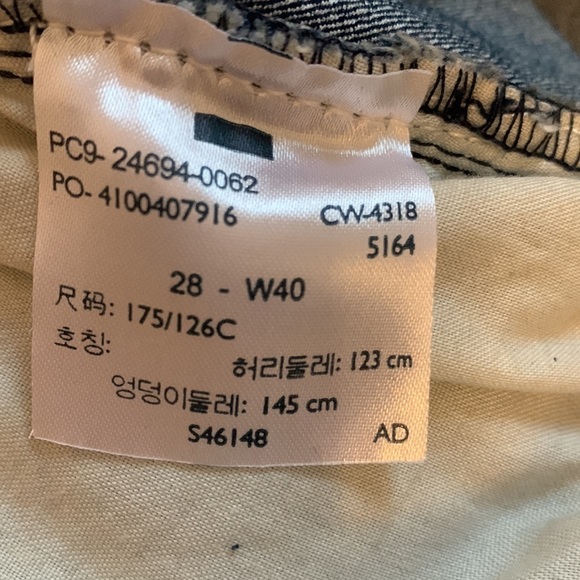 PC9- 24694-0062
PO- 4100407916
CW-4318
5164
28 - W40
尺码: 175/126C
호칭:
허리둘레: 123 cm
엉덩이둘레: 145 cm
S46148 AD